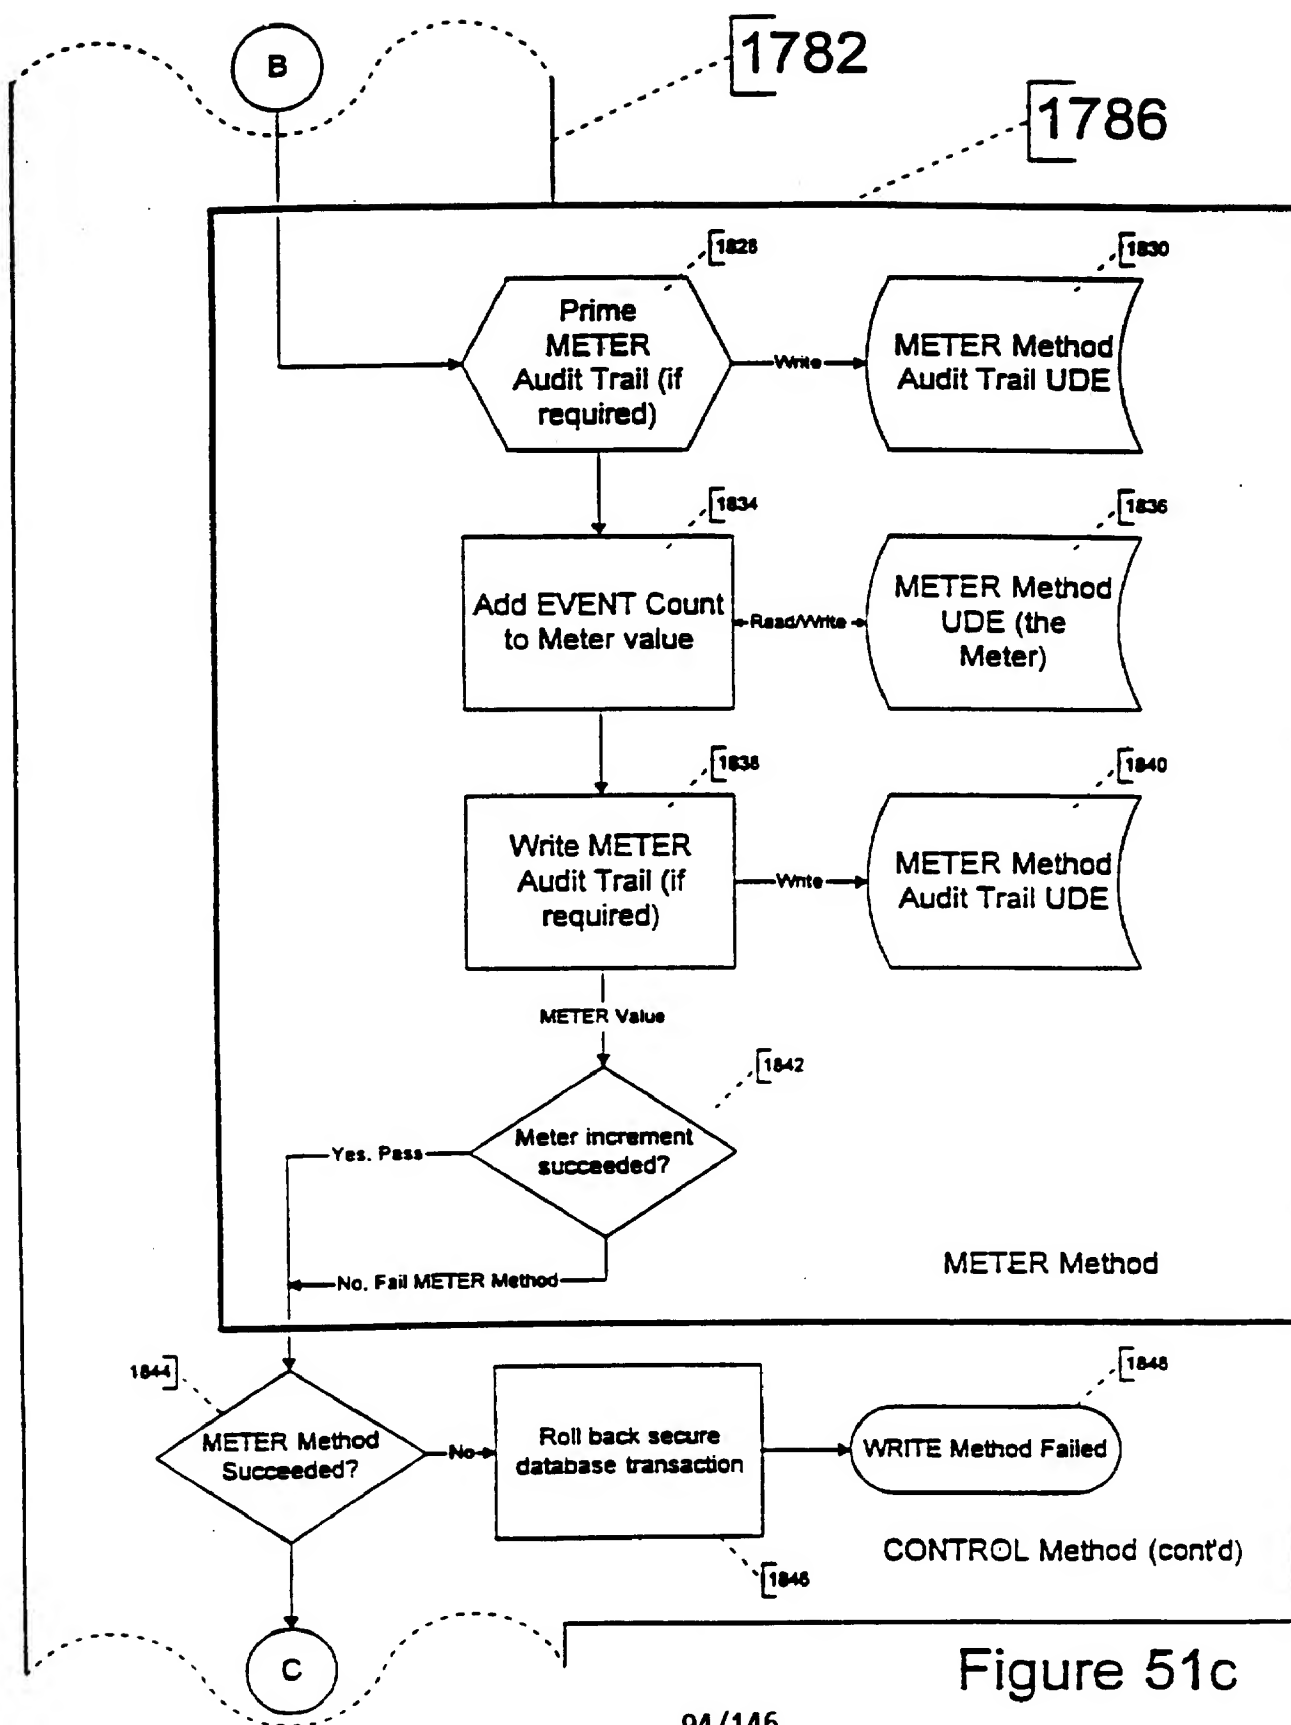 B
1782
1786
1828
1830
Prime
METER
Audit Trail (if
required)
Write
METER Method
Audit Trail UDE
1834
1836
Add EVENT Count
to Meter value
Read/Write
METER Method
UDE (the
Meter)
1838
1840
Write METER
Audit Trail (if
required)
Write
METER Method
Audit Trail UDE
METER Value
1842
Meter increment
succeeded?
Yes. Pass
No. Fail METER Method
METER Method
1844
1848
METER Method
Succeeded?
No
Roll back secure
database transaction
WRITE Method Failed
1846
CONTROL Method (cont'd)
C
Figure 51c
94/146